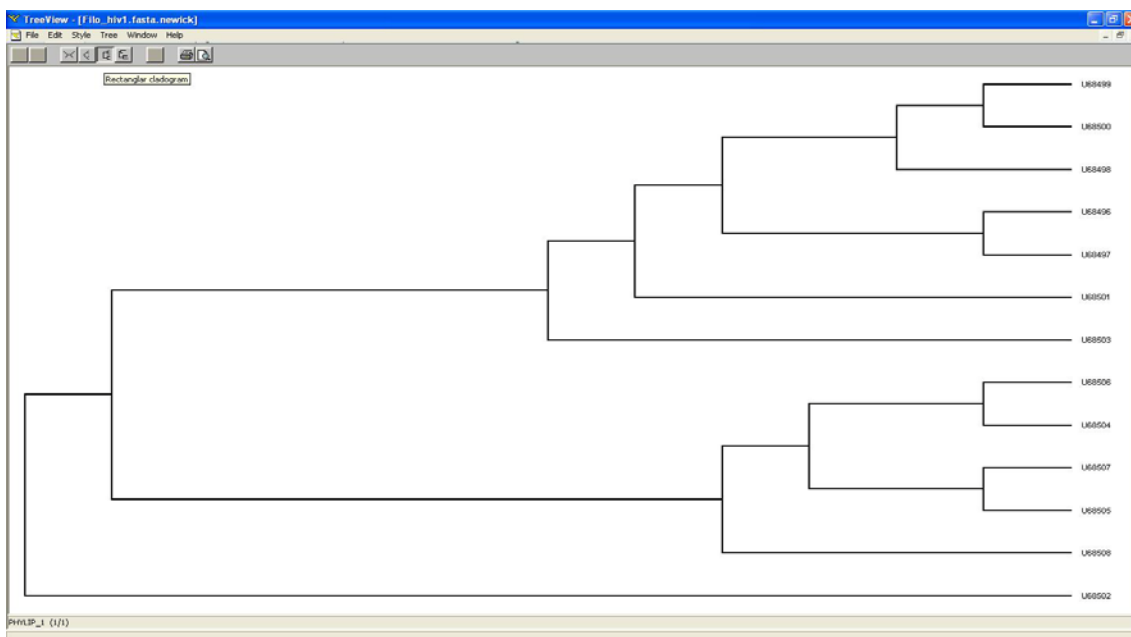 TreeView - [Filo_hiv1.fasta.newick]
File Edit Style Tree Window Help
Rectanglar cladogram
U68499
U68500
U68498
U68496
U68497
U68501
U68503
U68506
U68504
U68507
U68505
U68508
U68502
PHYLIP_1 (1/1)